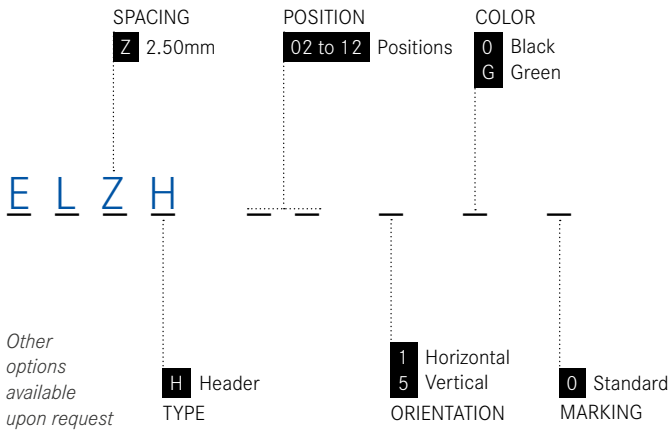 SPACING
Z 2.50mm
POSITION
02 to 12 Positions
COLOR
0 Black
G Green
E L Z H
Other
options
available
upon request
H Header
TYPE
1 Horizontal
5 Vertical
ORIENTATION
0 Standard
MARKING